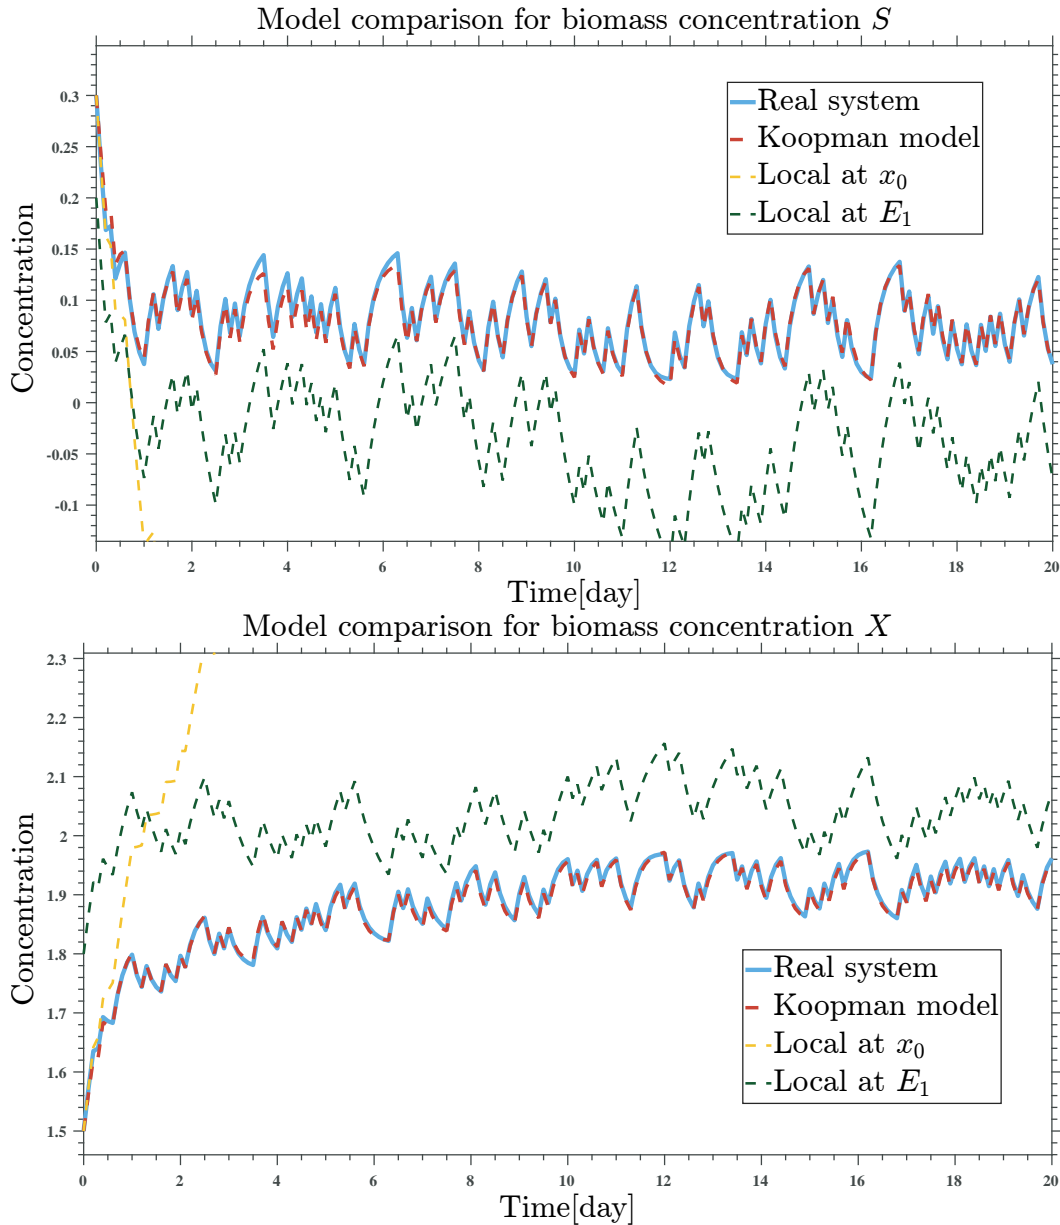 Model comparison for biomass concentration S
Concentration
0.3
0.25
0.2
0.15
0.1
0.05
0
-0.05
-0.1
Real system
Koopman model
Local at x₀
Local at E₁
0 2 4 6 8 10 12 14 16 18 20
Time[day]
Model comparison for biomass concentration X
Concentration
2.3
2.2
2.1
2
1.9
1.8
1.7
1.6
1.5
Real system
Koopman model
Local at x₀
Local at E₁
0 2 4 6 8 10 12 14 16 18 20
Time[day]